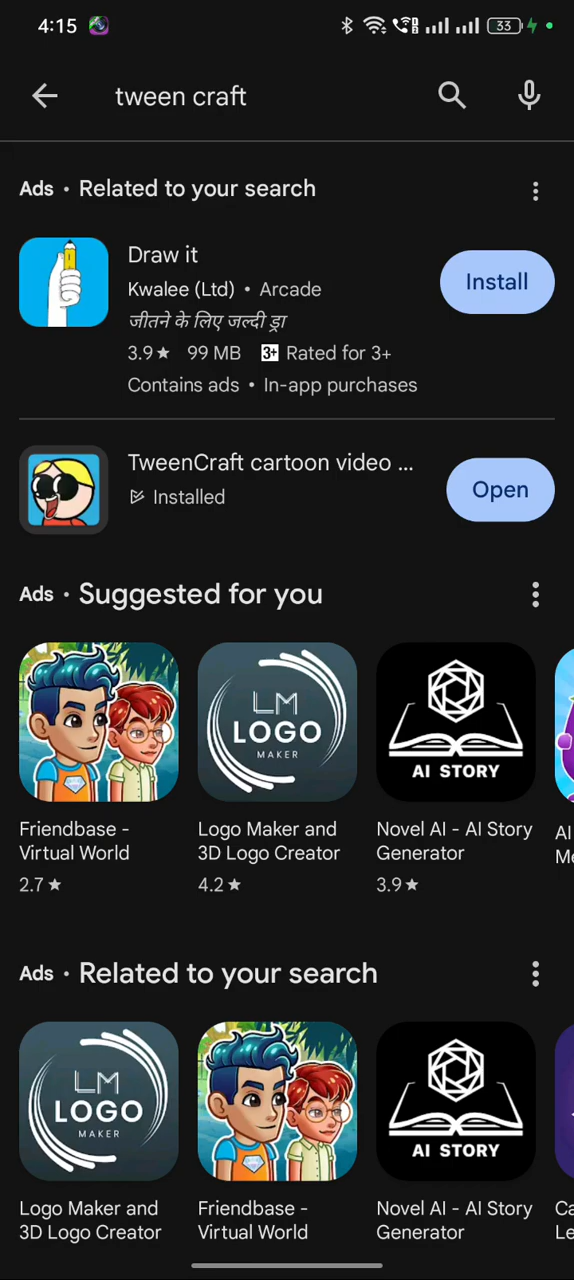 4:15
33
tween craft
Ads • Related to your search
Draw it
Kwalee (Ltd) • Arcade
जीतने के लिए जल्दी ड्रा
3.9★ 99 MB 3+ Rated for 3+
Contains ads • In-app purchases
Install
TweenCraft cartoon video ...
Installed
Open
Ads • Suggested for you
LM
LOGO
MAKER
AI STORY
Friendbase -
Virtual World
2.7 ★
Logo Maker and
3D Logo Creator
4.2 ★
Novel AI - AI Story
Generator
3.9 ★
AI
Me
Ads • Related to your search
LM
LOGO
MAKER
AI STORY
Logo Maker and
3D Logo Creator
Friendbase -
Virtual World
Novel AI - AI Story
Generator
Ca
Le